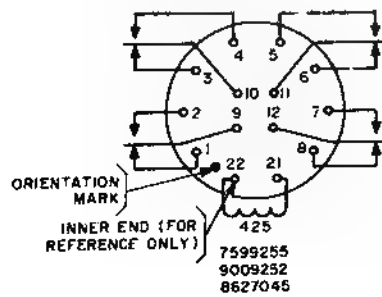 4 5
3 6
10 11
2 7
9 12
1 8
22 21
ORIENTATION
MARK
INNER END (FOR
REFERENCE ONLY)
425
7599255
9009252
8627045